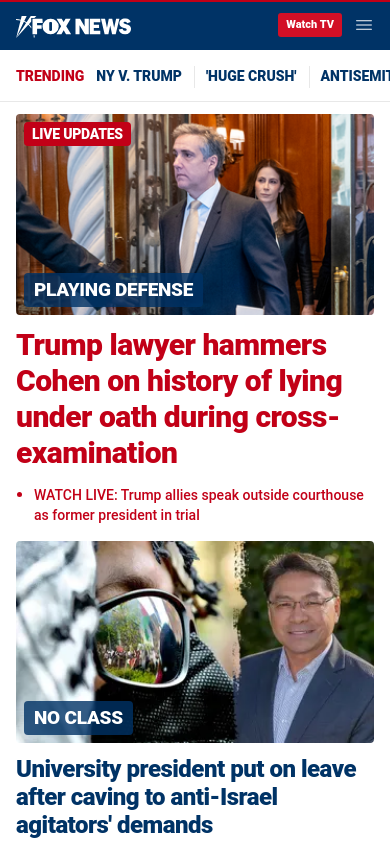 FOX NEWS
Watch TV
TRENDING NY V. TRUMP 'HUGE CRUSH' ANTISEMIT
LIVE UPDATES
PLAYING DEFENSE
Trump lawyer hammers
Cohen on history of lying
under oath during cross-
examination
• WATCH LIVE: Trump allies speak outside courthouse
as former president in trial
NO CLASS
University president put on leave
after caving to anti-Israel
agitators' demands